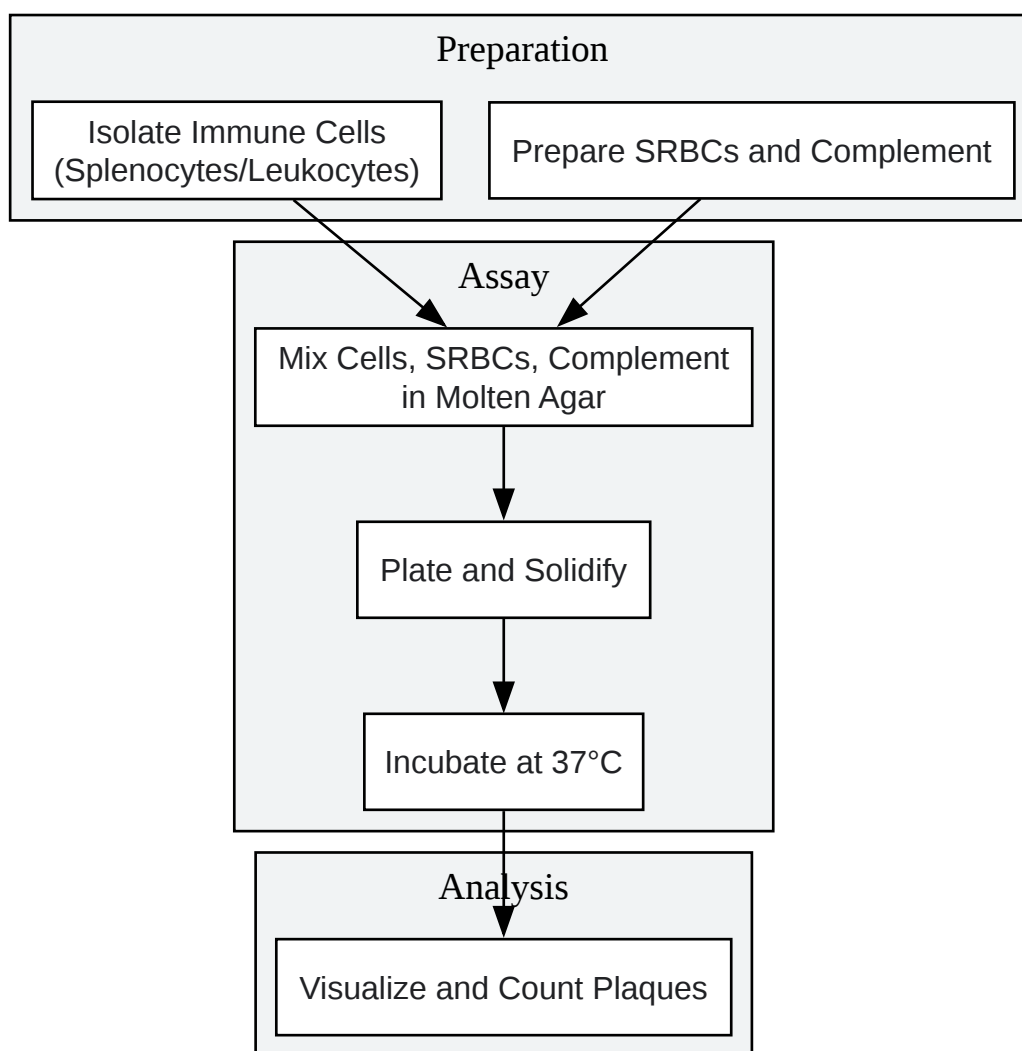 Preparation
Isolate Immune Cells
(Splenocytes/Leukocytes)
Prepare SRBCs and Complement
Assay
Mix Cells, SRBCs, Complement
in Molten Agar
Plate and Solidify
Incubate at 37°C
Analysis
Visualize and Count Plaques